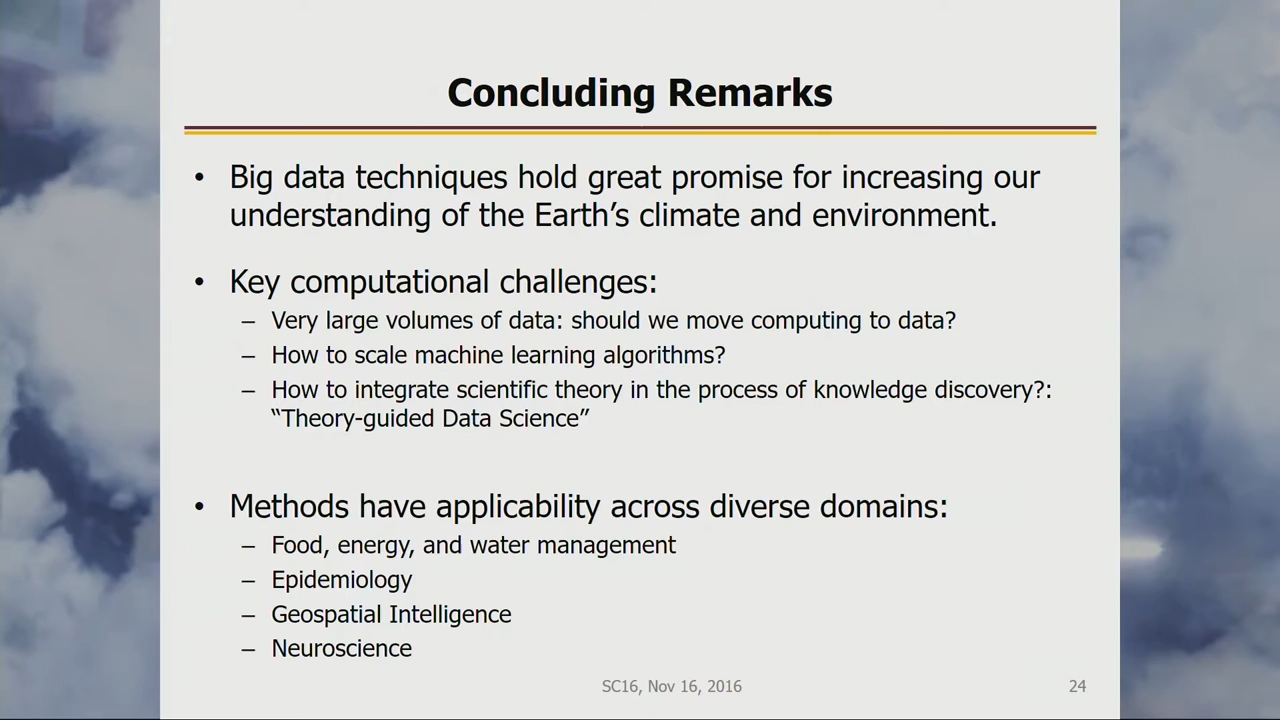 Concluding Remarks
• Big data techniques hold great promise for increasing our
understanding of the Earth’s climate and environment.
• Key computational challenges:
– Very large volumes of data: should we move computing to data?
– How to scale machine learning algorithms?
– How to integrate scientific theory in the process of knowledge discovery?:
“Theory-guided Data Science”
• Methods have applicability across diverse domains:
– Food, energy, and water management
– Epidemiology
– Geospatial Intelligence
– Neuroscience
SC16, Nov 16, 2016
24